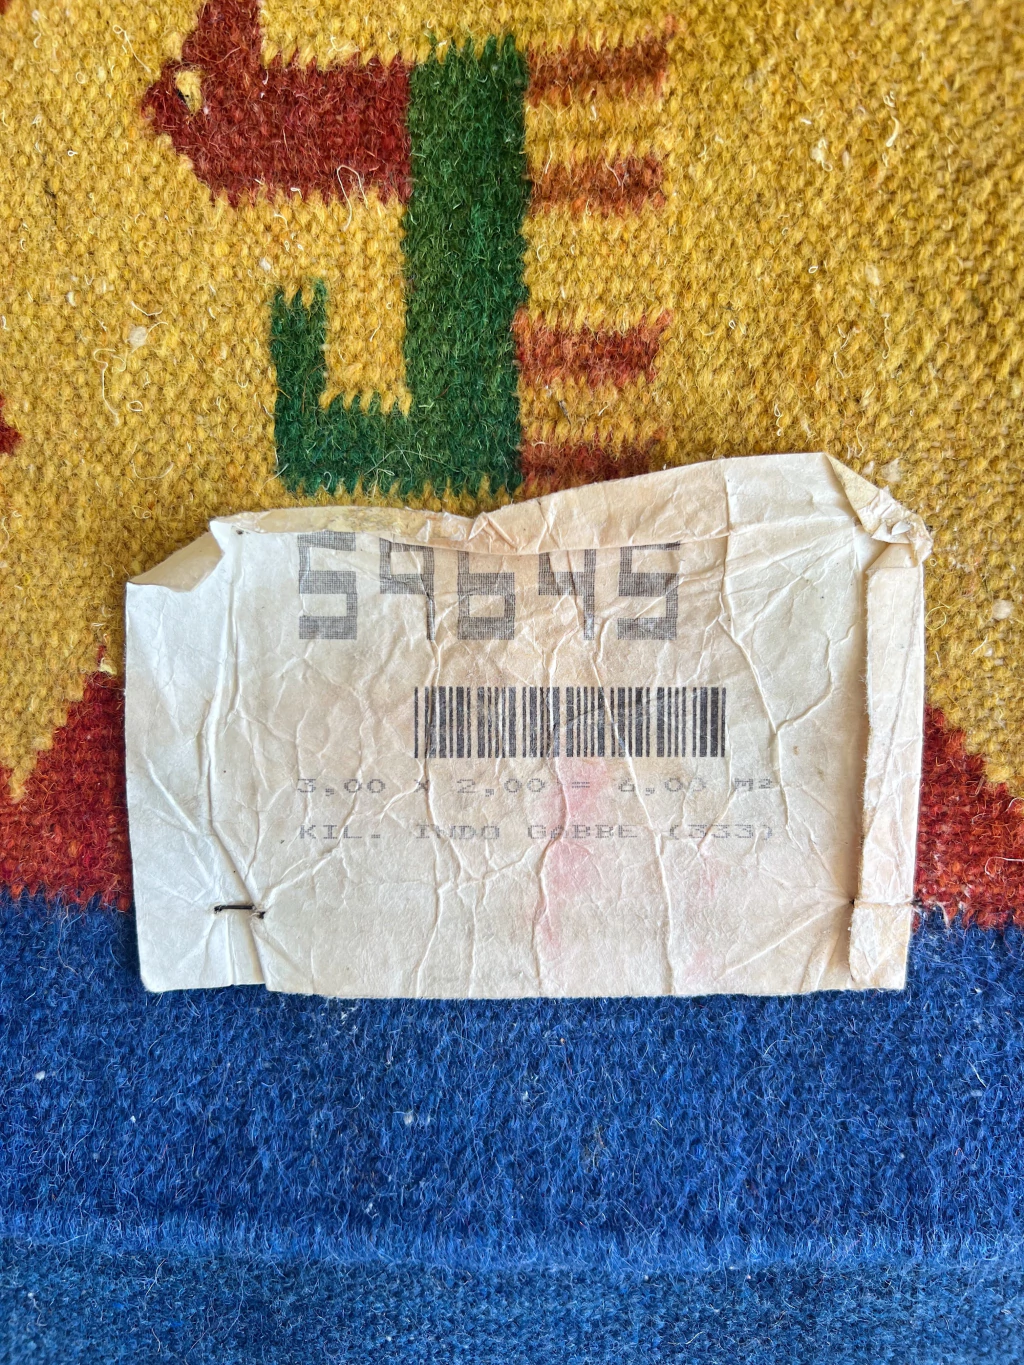 59645
3,00 x 2,00 = 6,00 M2
KIL. INDO GABBE (333)